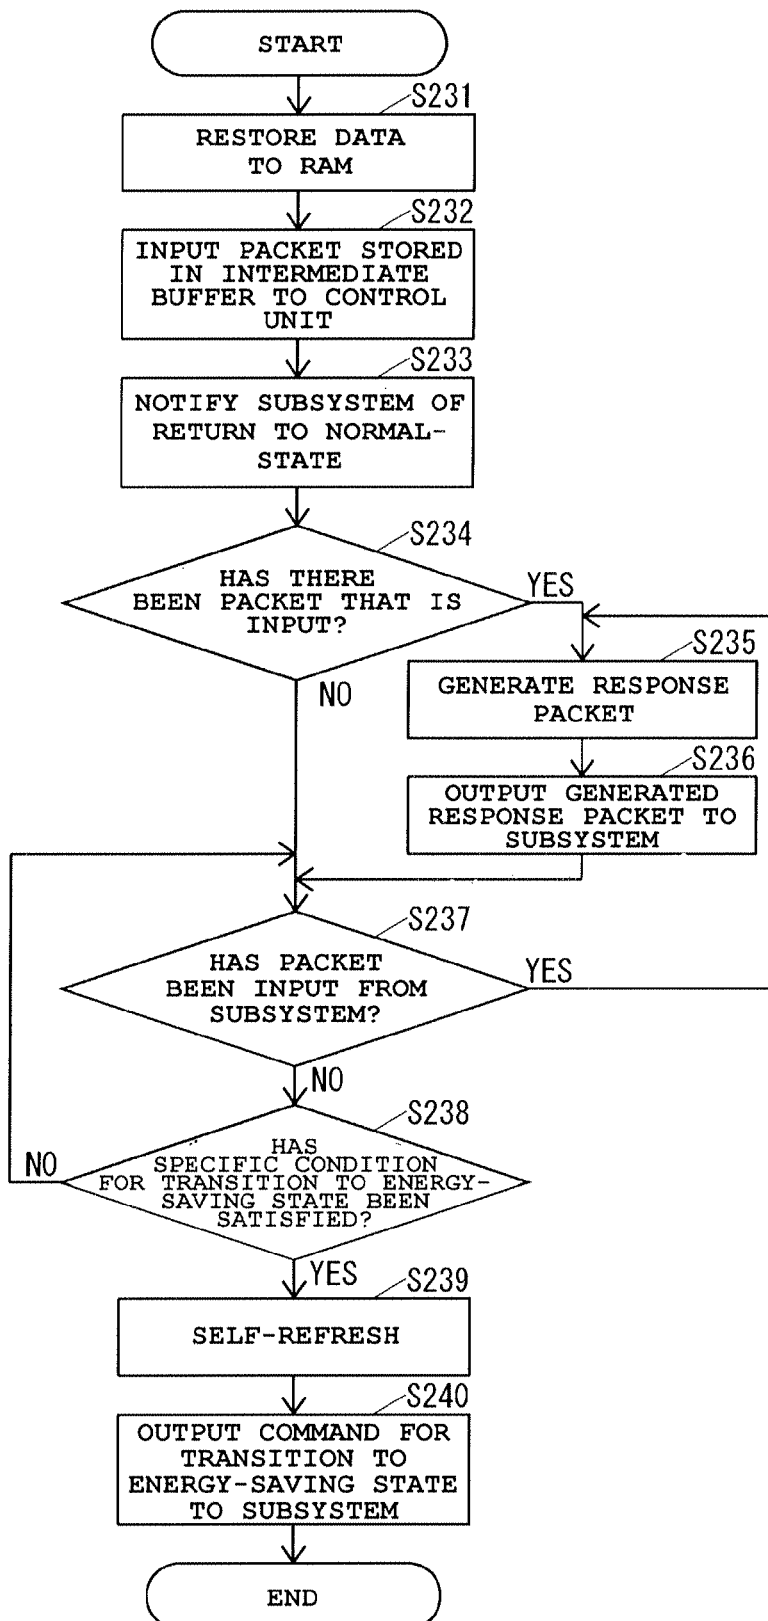 START
S231
RESTORE DATA
TO RAM
S232
INPUT PACKET STORED
IN INTERMEDIATE
BUFFER TO CONTROL
UNIT
S233
NOTIFY SUBSYSTEM OF
RETURN TO NORMAL-
STATE
S234
HAS THERE
BEEN PACKET THAT IS
INPUT?
YES
NO
S235
GENERATE RESPONSE
PACKET
S236
OUTPUT GENERATED
RESPONSE PACKET TO
SUBSYSTEM
S237
HAS PACKET
BEEN INPUT FROM
SUBSYSTEM?
YES
NO
S238
HAS
SPECIFIC CONDITION
FOR TRANSITION TO ENERGY-
SAVING STATE BEEN
SATISFIED?
NO
YES
S239
SELF-REFRESH
S240
OUTPUT COMMAND FOR
TRANSITION TO
ENERGY-SAVING STATE
TO SUBSYSTEM
END